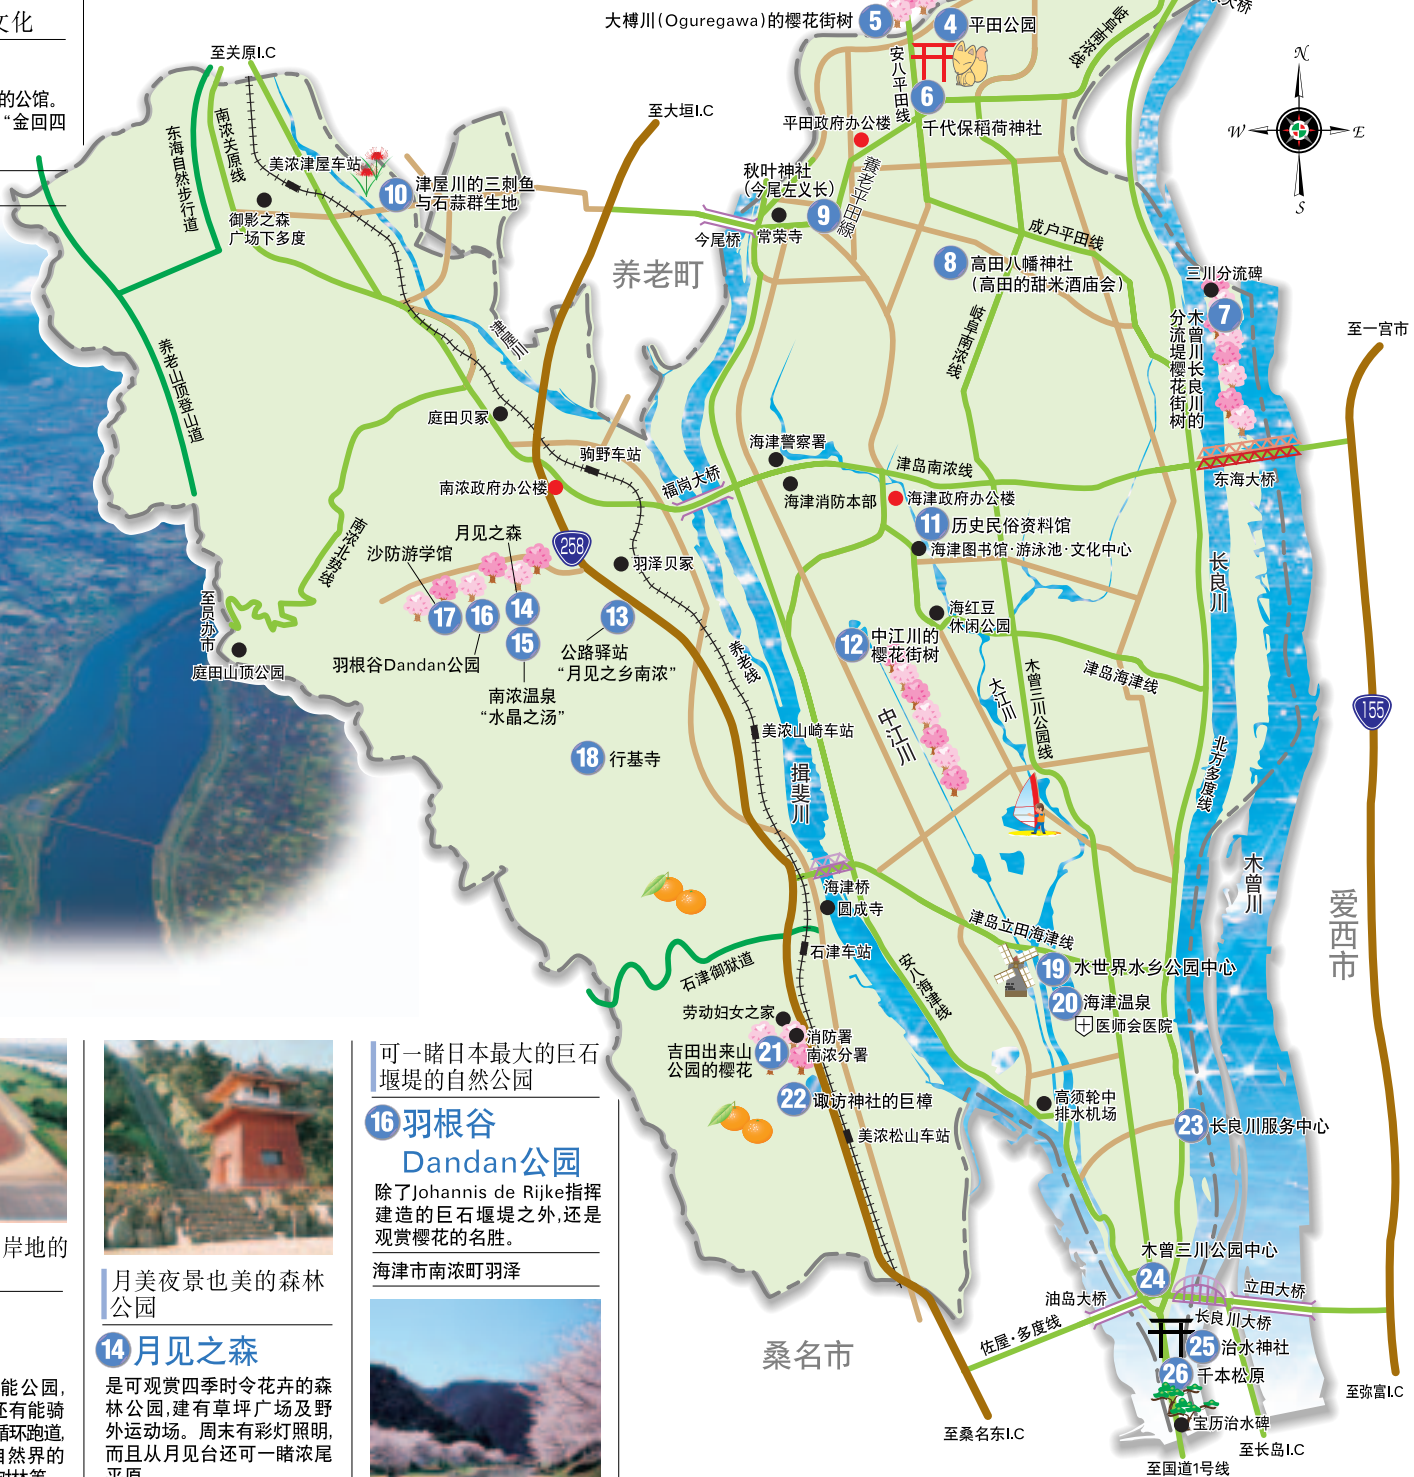 文化
的公馆。
“金回四
至关原I.C
东海自然步行道
南浓关原线
美浓津屋车站
御影之森
广场下多度
10
津屋川的三刺鱼
与石蒜群生地
养老山顶登山道
津屋川
至大垣I.C
养老町
大榑川(Oguregawa)的樱花街树
5
4
平田公园
安八平田线
6
千代保稻荷神社
平田政府办公楼
秋叶神社
(今尾左义长)
9
养老平田線
常荣寺
今尾桥
岐阜南浓线
大桥
N
W
E
S
成户平田线
8
高田八幡神社
(高田的甜米酒庙会)
岐阜南浓线
三川分流碑
7
木曾川长良川的
分流堤樱花街树
至一宫市
庭田贝冢
驹野车站
南浓政府办公楼
福岗大桥
海津警察署
海津消防本部
津岛南浓线
海津政府办公楼
11
历史民俗资料馆
海津图书馆·游泳池·文化中心
东海大桥
长良川
南浓北势线
月见之森
沙防游学馆
258
羽泽贝冢
17
16
14
15
13
羽根谷Dandan公园
公路驿站
“月见之乡南浓”
南浓温泉
“水晶之汤”
至员办市
庭田山顶公园
18
行基寺
养老线
美浓山崎车站
揖斐川
12
中江川的
樱花街树
中江川
海红豆
休闲公园
大江川
木曾三川公园线
津岛海津线
北方多度线
木曾川
155
爱西市
海津桥
圆成寺
石津车站
石津御狱道
安八海津线
津岛立田海津线
19
水世界水乡公园中心
20
海津温泉
医师会医院
劳动妇女之家
消防署
南浓分署
吉田出来山
公园的樱花
21
22
诹访神社的巨樟
美浓松山车站
高须轮中
排水机场
23
长良川服务中心
木曾三川公园中心
24
油岛大桥
立田大桥
长良川大桥
佐屋·多度线
25
治水神社
26
千本松原
宝历治水碑
桑名市
至桑名东I.C
至弥富I.C
至长岛I.C
至国道1号线
岸地的
能公园,
还有能骑
循环跑道,
自然界的
月美夜景也美的森林
公园
14
月见之森
是可观赏四季时令花卉的森
林公园,建有草坪广场及野
外运动场。周末有彩灯照明,
而且从月见台还可一睹浓尾
平原
可一睹日本最大的巨石
堰堤的自然公园
16
羽根谷
Dandan公园
除了Johannis de Rijke指挥
建造的巨石堰堤之外,还是
观赏樱花的名胜。
海津市南浓町羽泽